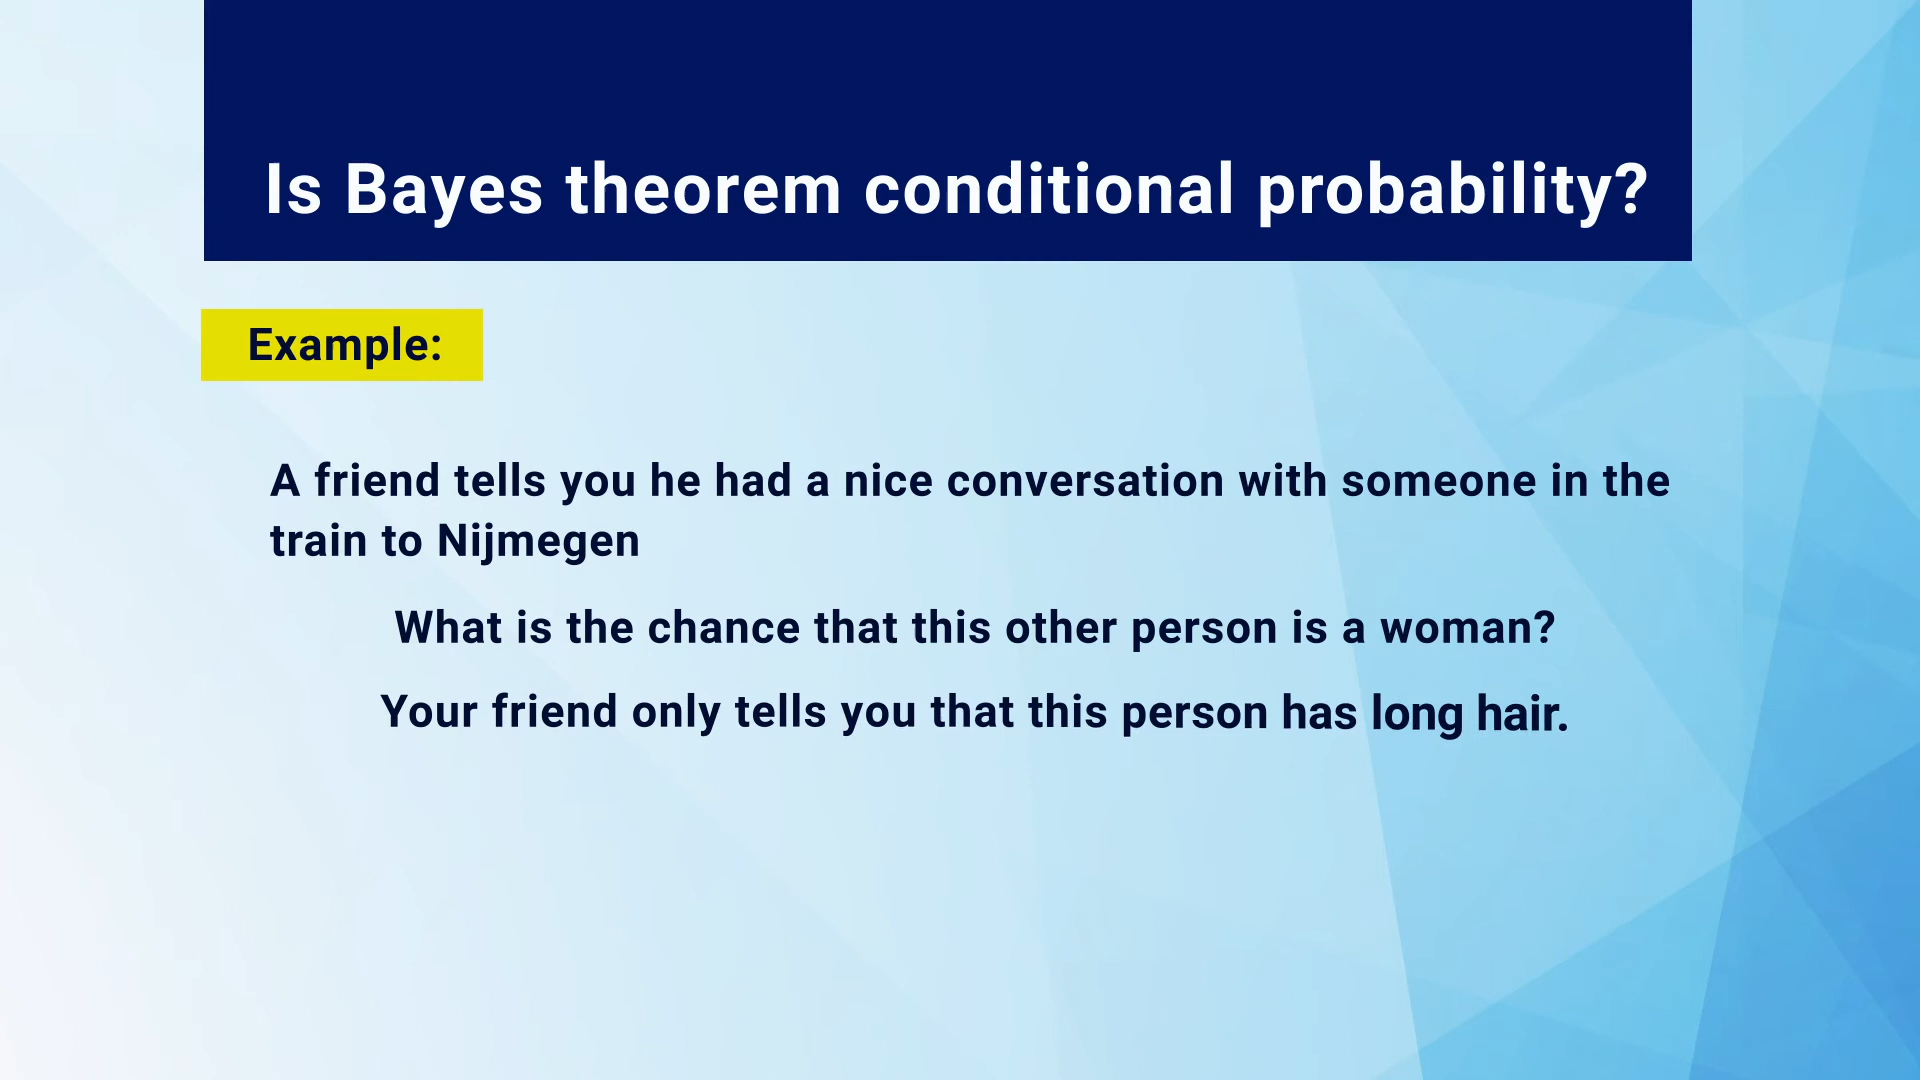 Is Bayes theorem conditional probability?
Example:
A friend tells you he had a nice conversation with someone in the
train to Nijmegen
What is the chance that this other person is a woman?
Your friend only tells you that this person has long hair.